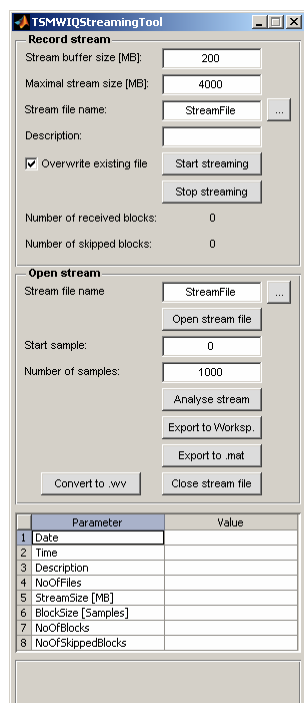 TSMWIQStreamingTool
Record stream
Stream buffer size [MB]: 200
Maximal stream size [MB]: 4000
Stream file name: StreamFile ...
Description:
Overwrite existing file Start streaming
Stop streaming
Number of received blocks: 0
Number of skipped blocks: 0
Open stream
Stream file name StreamFile ...
Open stream file
Start sample: 0
Number of samples: 1000
Analyse stream
Export to Worksp.
Export to .mat
Convert to .wv Close stream file
Parameter Value
1 Date
2 Time
3 Description
4 NoOfFiles
5 StreamSize [MB]
6 BlockSize [Samples]
7 NoOfBlocks
8 NoOfSkippedBlocks